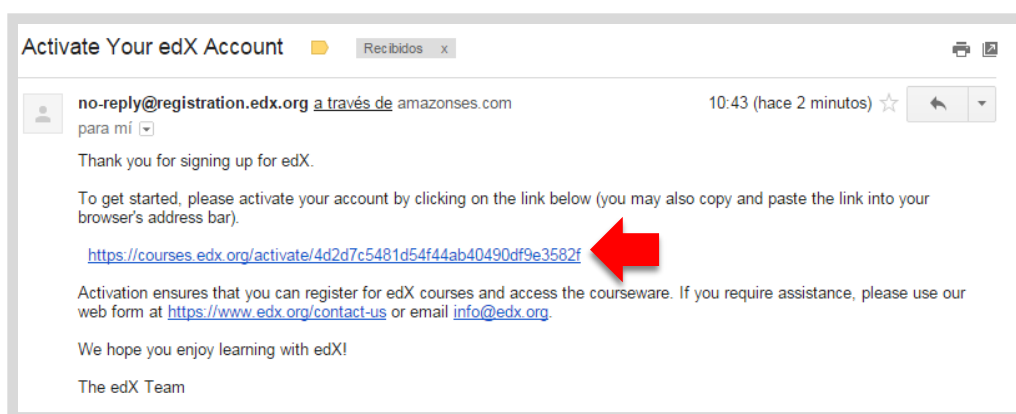 Activate Your edX Account Recibidos x
no-reply@registration.edx.org a través de amazonses.com 10:43 (hace 2 minutos)
para mí
Thank you for signing up for edX.
To get started, please activate your account by clicking on the link below (you may also copy and paste the link into your
browser's address bar).
https://courses.edx.org/activate/4d2d7c5481d54f44ab40490df9e3582f
Activation ensures that you can register for edX courses and access the courseware. If you require assistance, please use our
web form at https://www.edx.org/contact-us or email info@edx.org.
We hope you enjoy learning with edX!
The edX Team